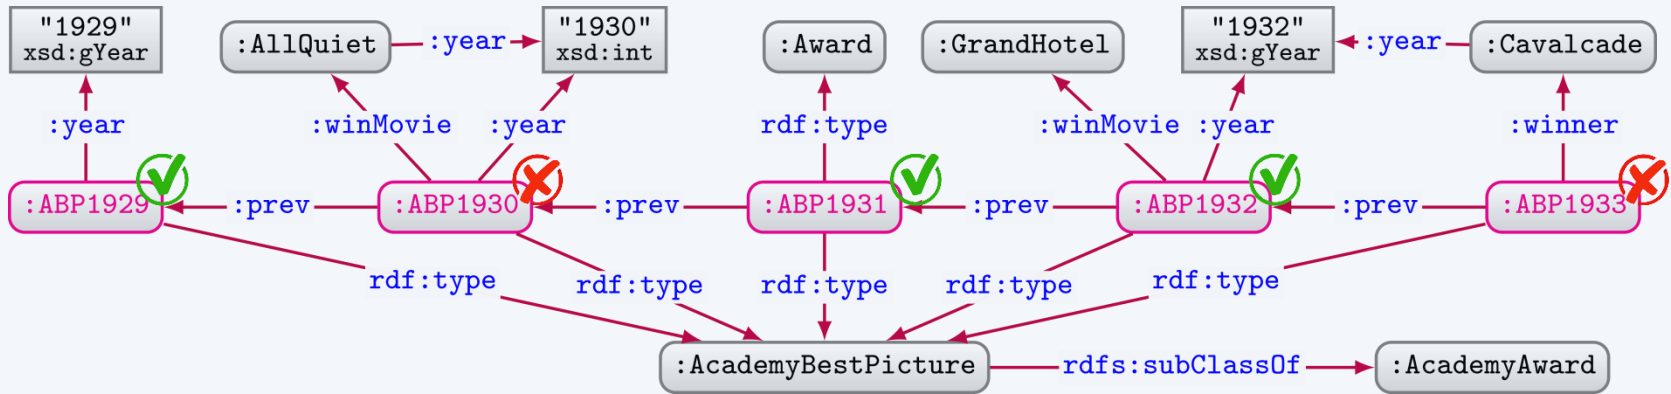 "1929"
xsd:gYear
:AllQuiet
:year
"1930"
xsd:int
:Award
:GrandHotel
"1932"
xsd:gYear
:year
:Cavalcade
:year
:winMovie
:year
rdf:type
:winMovie
:year
:winner
:ABP1929
:prev
:ABP1930
:prev
:ABP1931
:prev
:ABP1932
:prev
:ABP1933
rdf:type
rdf:type
rdf:type
rdf:type
rdf:type
:AcademyBestPicture
rdfs:subClassOf
:AcademyAward